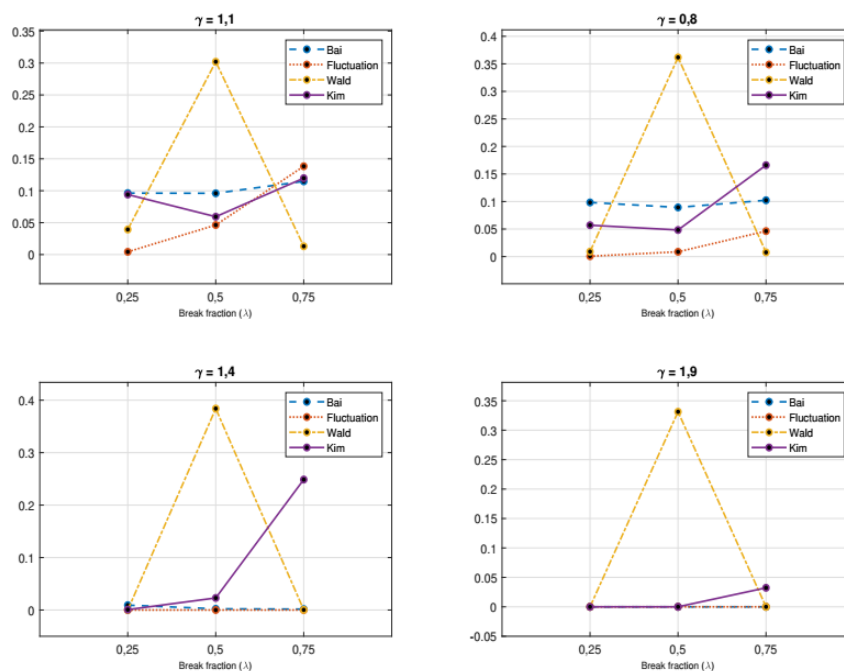 γ = 1,1
0.35
0.3
0.25
0.2
0.15
0.1
0.05
0
0,25 0,5 0,75
Break fraction (λ)
Bai
Fluctuation
Wald
Kim
γ = 0,8
0.4
0.35
0.3
0.25
0.2
0.15
0.1
0.05
0
0,25 0,5 0,75
Break fraction (λ)
Bai
Fluctuation
Wald
Kim
γ = 1,4
0.4
0.3
0.2
0.1
0
0,25 0,5 0,75
Break fraction (λ)
Bai
Fluctuation
Wald
Kim
γ = 1,9
0.35
0.3
0.25
0.2
0.15
0.1
0.05
0
-0.05
0,25 0,5 0,75
Break fraction (λ)
Bai
Fluctuation
Wald
Kim